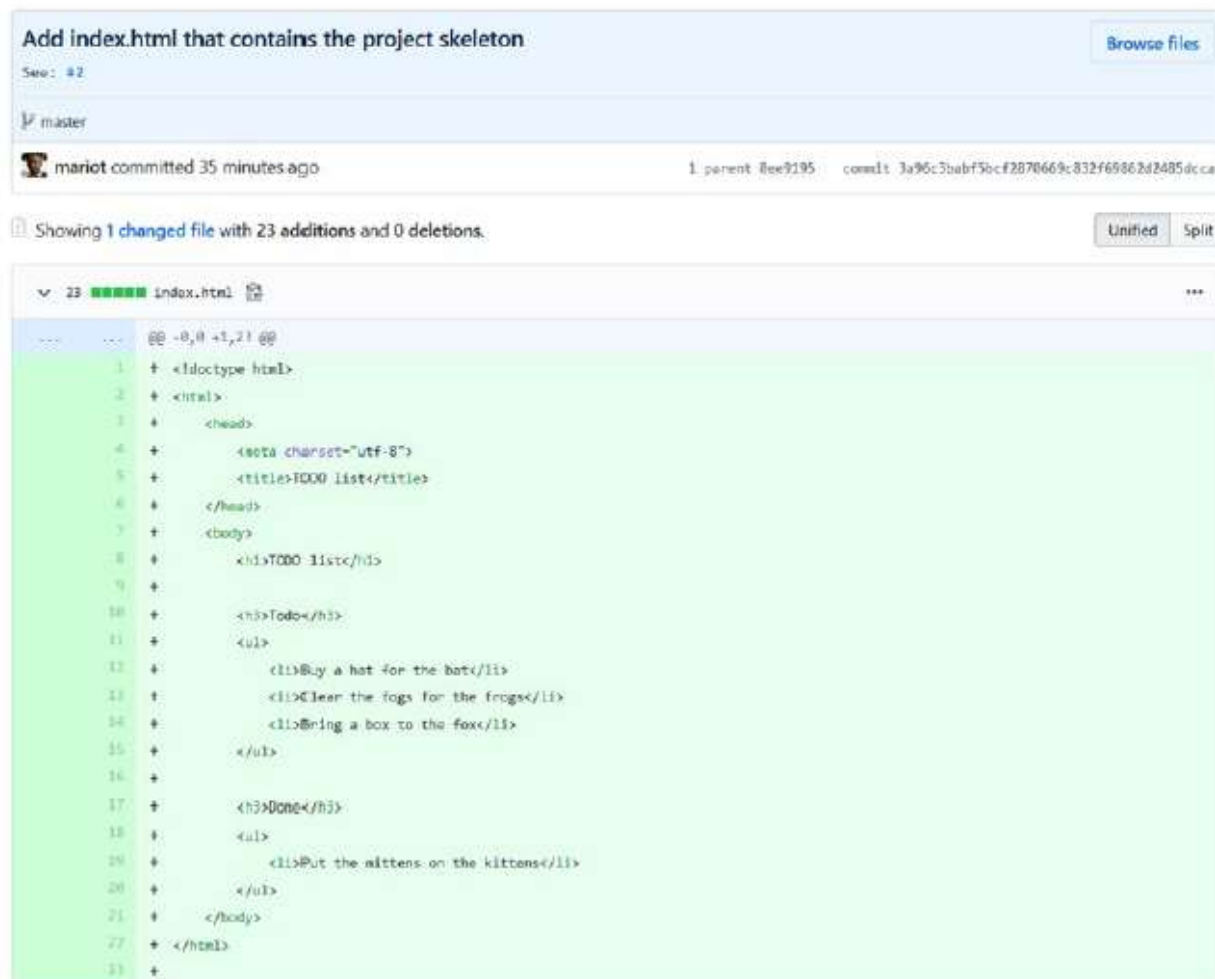 Add index.html that contains the project skeleton
Browse files
See: #2
master
mariot committed 35 minutes ago
1 parent 8ee9195 commit 3a96c3babf5bcf2870669c832f69862d2485dcca
Showing 1 changed file with 23 additions and 0 deletions.
Unified Split
23 index.html
...
... ... @@ -0,0 +1,23 @@
1 + <!doctype html>
2 + <html>
3 + <head>
4 + <meta charset="utf-8">
5 + <title>TODO list</title>
6 + </head>
7 + <body>
8 + <h1>TODO list</h1>
9 +
10 + <h3>Todo</h3>
11 + <ul>
12 + <li>Buy a hat for the bat</li>
13 + <li>Clear the fogs for the frogs</li>
14 + <li>Bring a box to the fox</li>
15 + </ul>
16 +
17 + <h3>Done</h3>
18 + <ul>
19 + <li>Put the mittens on the kittens</li>
20 + </ul>
21 + </body>
22 + </html>
23 +